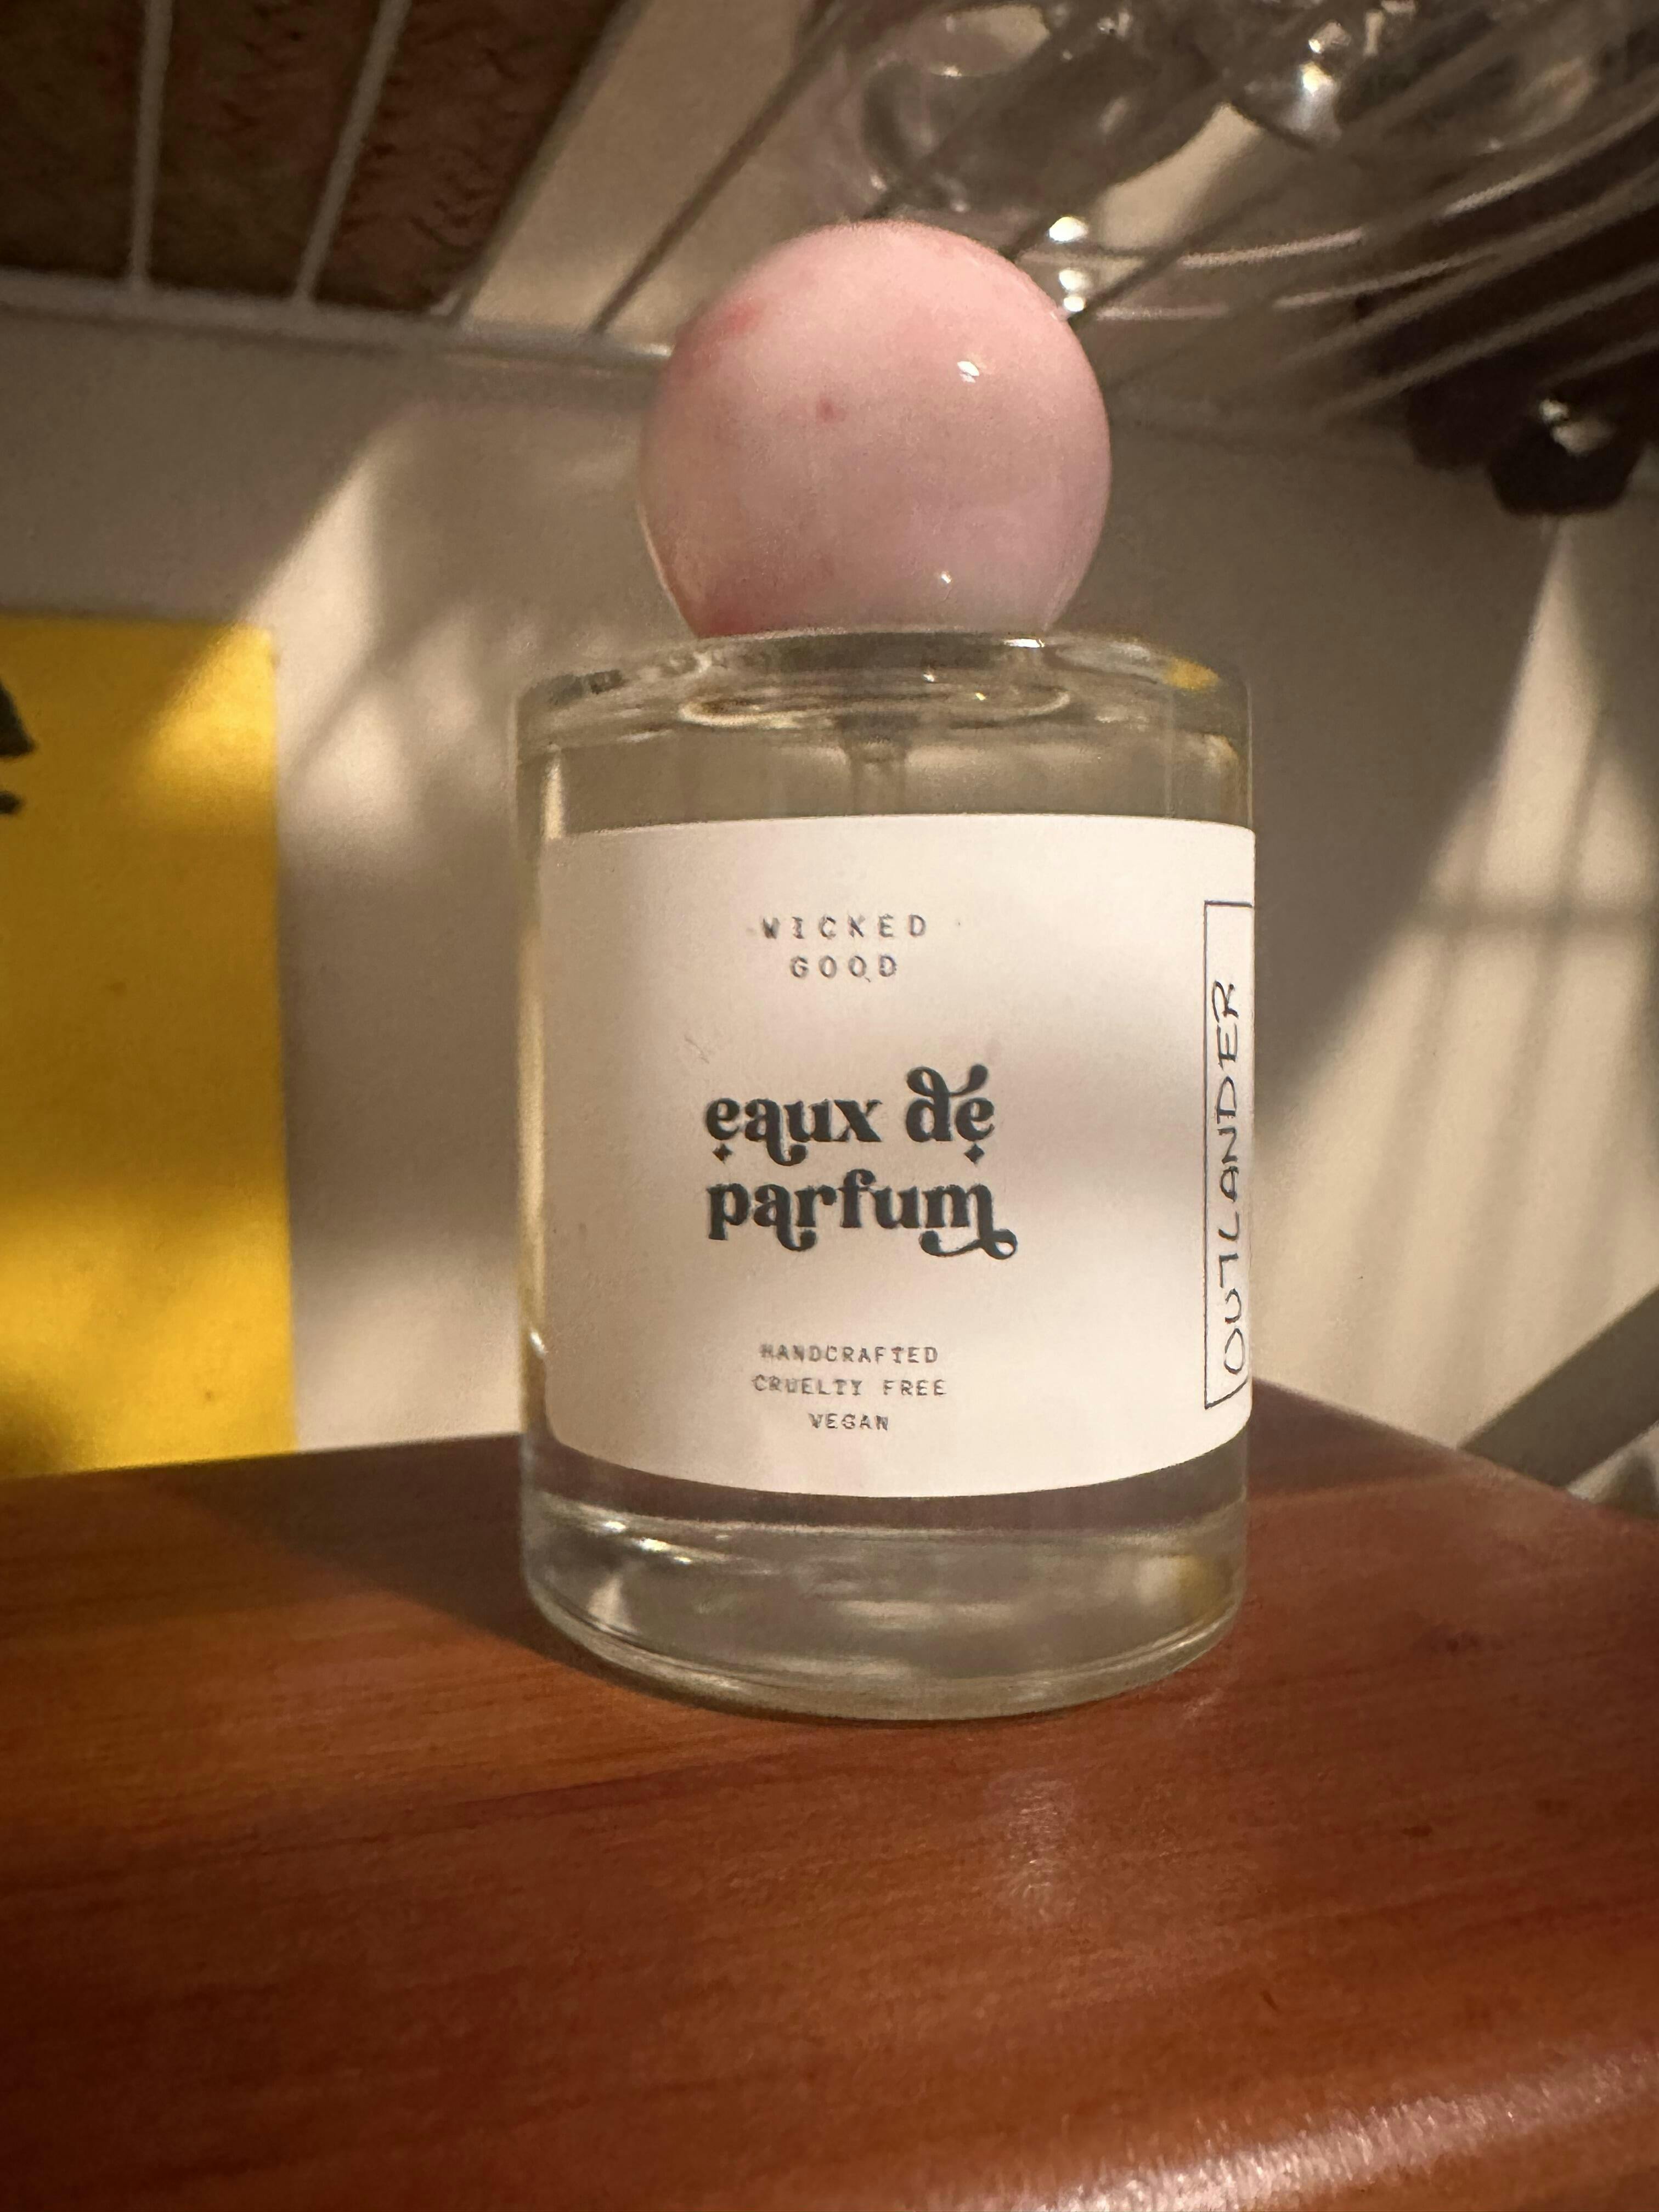 WICKED
GOOD
eaux de
parfum
HANDCRAFTED
CRUELTY FREE
VEGAN
OUTLANDER